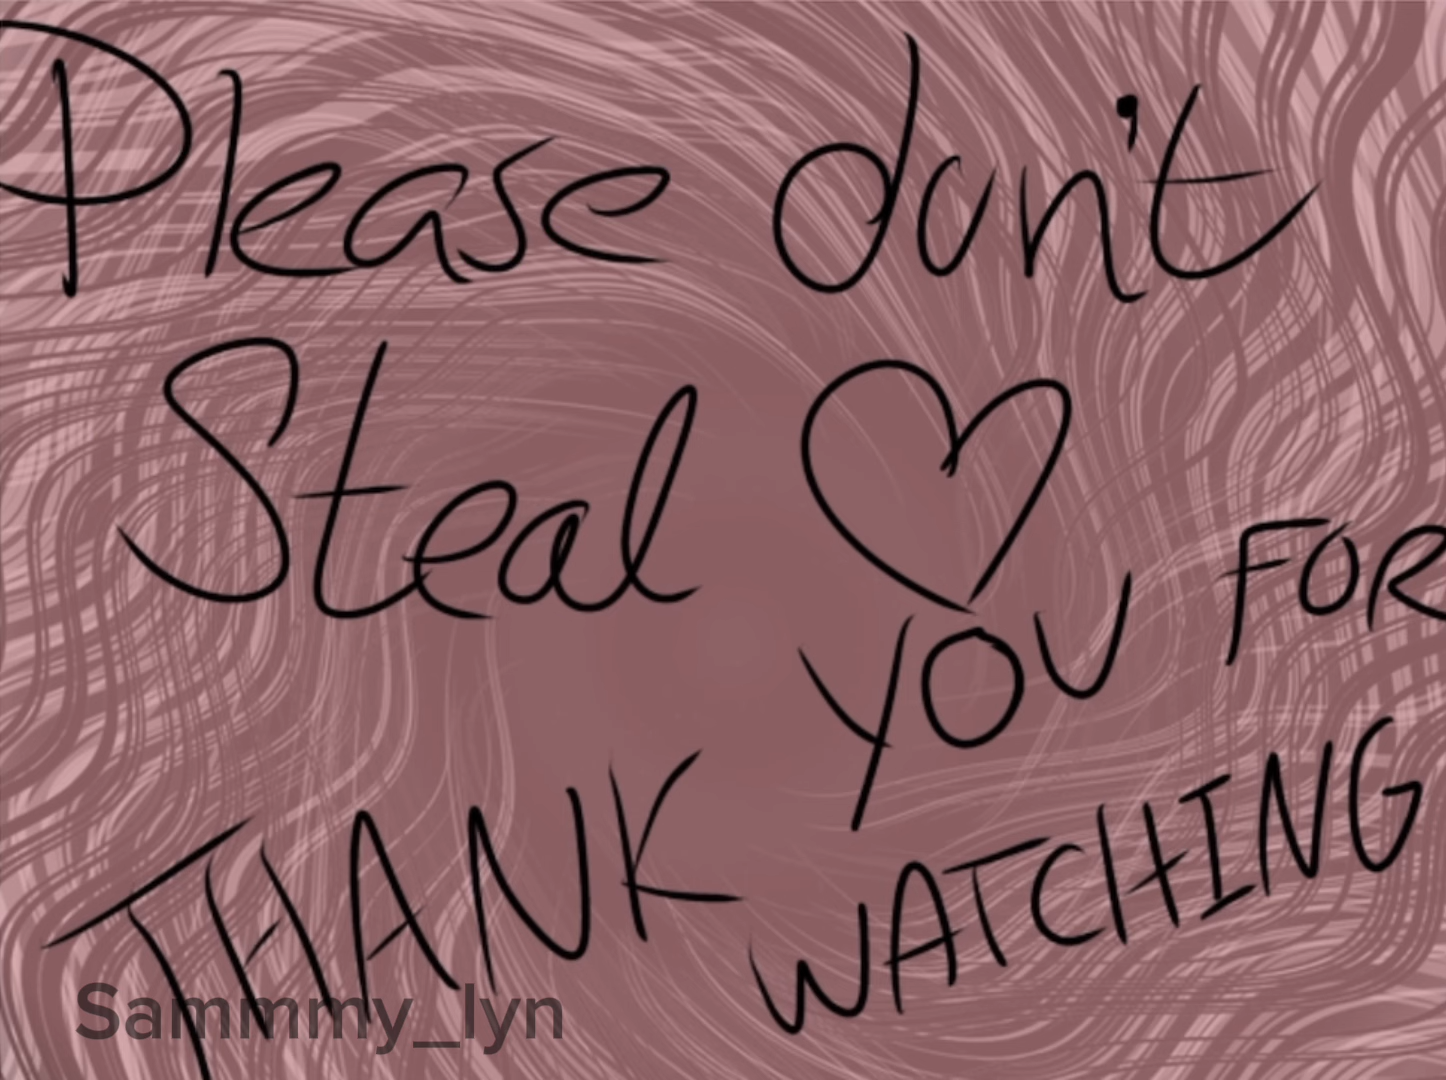 Please don't
Steal ♡
THANK YOU FOR
WATCHING
Sammmy_lyn